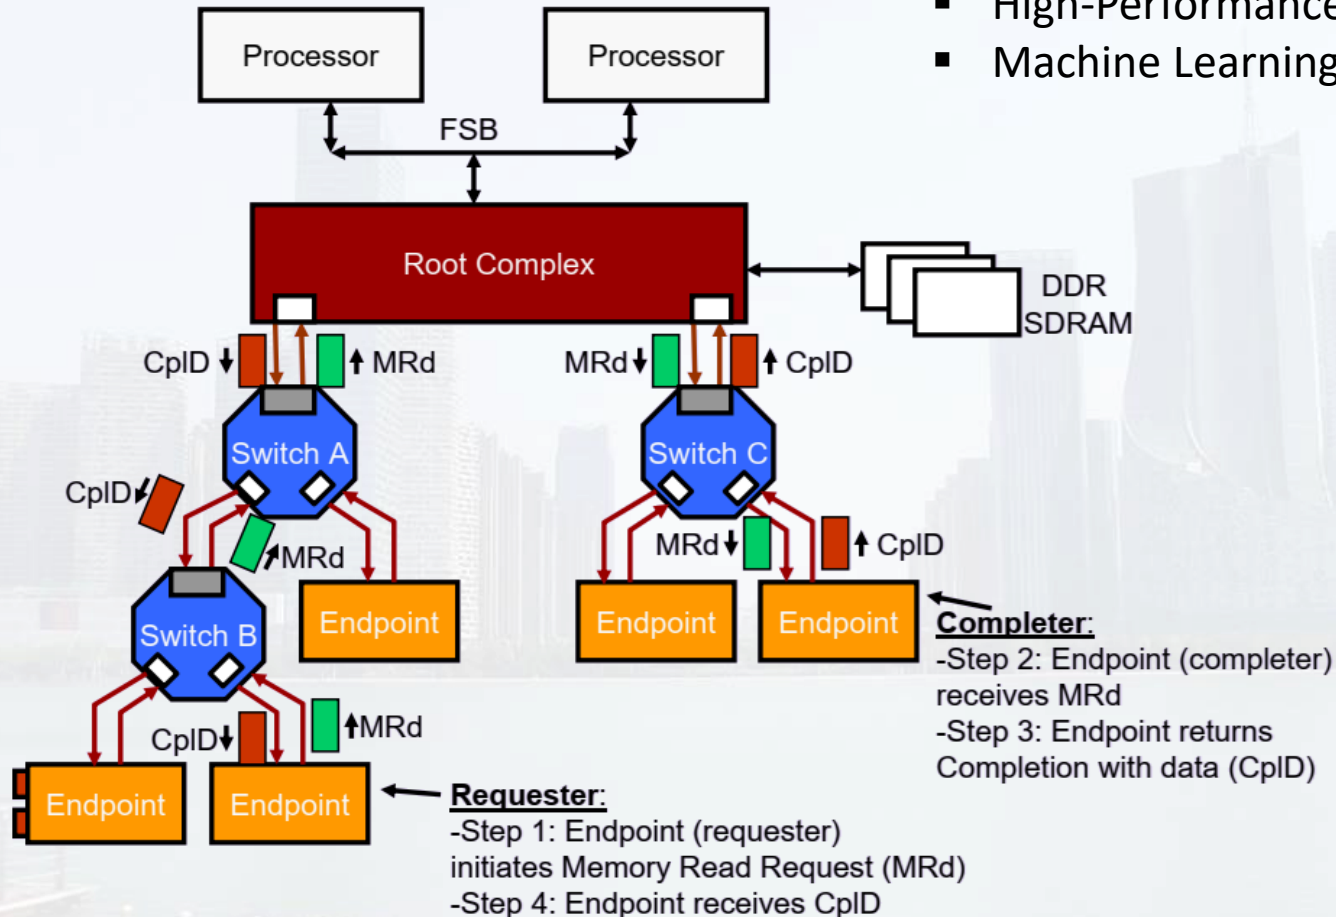 ▪ High-Performance
▪ Machine Learning
Processor
Processor
FSB
Root Complex
DDR
SDRAM
CplD
MRd
MRd
CplD
Switch A
Switch C
CplD
MRd
MRd
CplD
Switch B
Endpoint
Endpoint
Endpoint
CplD
MRd
Endpoint
Endpoint
Completer:
-Step 2: Endpoint (completer)
receives MRd
-Step 3: Endpoint returns
Completion with data (CplD)
Requester:
-Step 1: Endpoint (requester)
initiates Memory Read Request (MRd)
-Step 4: Endpoint receives CplD